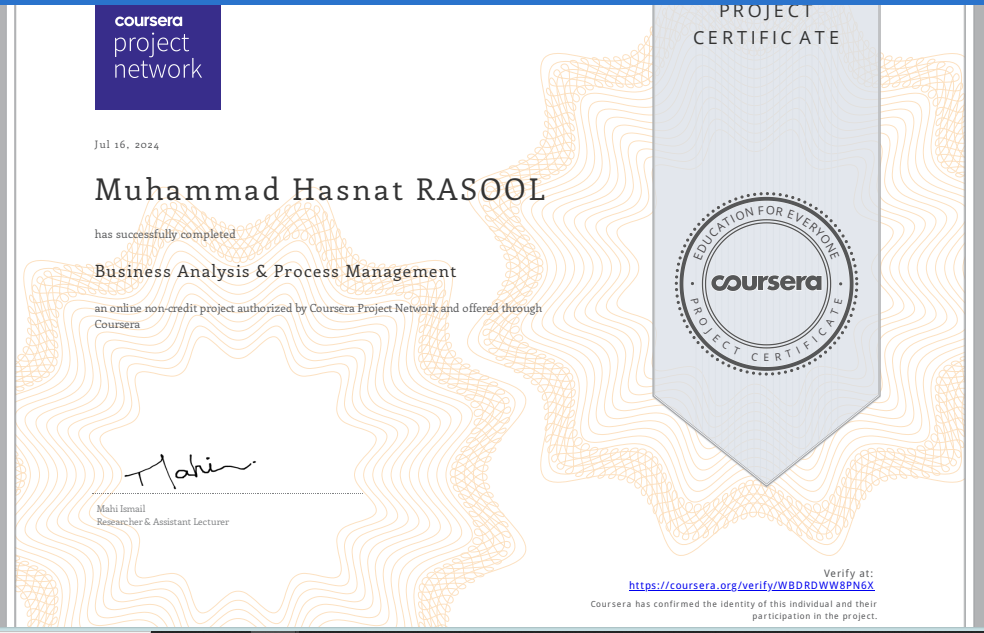 coursera
project
network
PROJECT
CERTIFICATE
Jul 16, 2024
Muhammad Hasnat RASOOL
has successfully completed
Business Analysis & Process Management
an online non-credit project authorized by Coursera Project Network and offered through
Coursera
EDUCATION FOR EVERYONE
coursera
PROJECT CERTIFICATE
Mahi
Mahi Ismail
Researcher & Assistant Lecturer
Verify at:
https://coursera.org/verify/WBDRDWW8PN6X
Coursera has confirmed the identity of this individual and their
participation in the project.